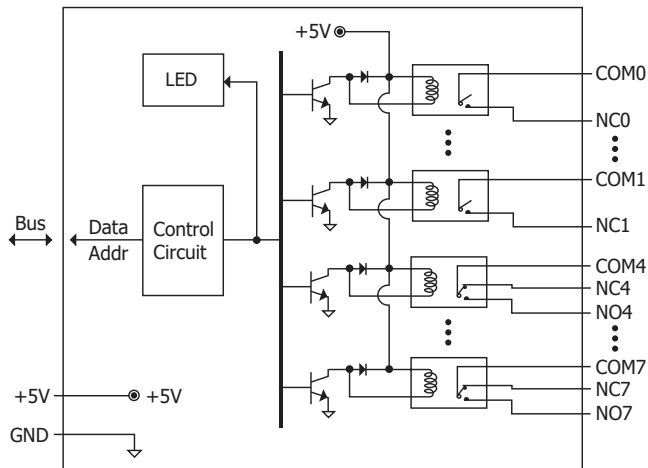 +5V
LED
COM0
NC0
COM1
NC1
Bus
Data
Addr
Control
Circuit
COM4
NC4
NO4
COM7
NC7
NO7
+5V
+5V
GND